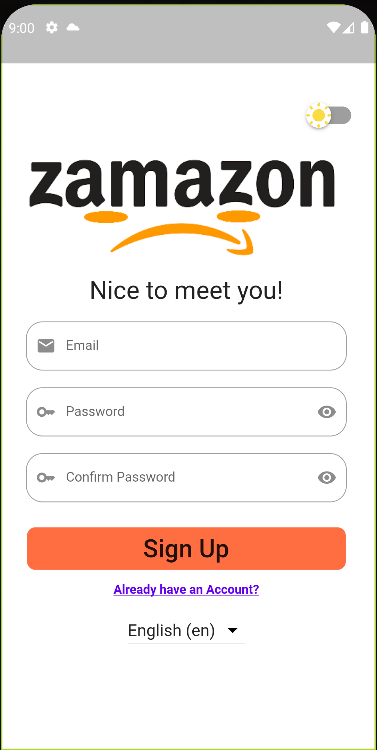 9:00
zamazon
Nice to meet you!
Email
Password
Confirm Password
Sign Up
Already have an Account?
English (en)